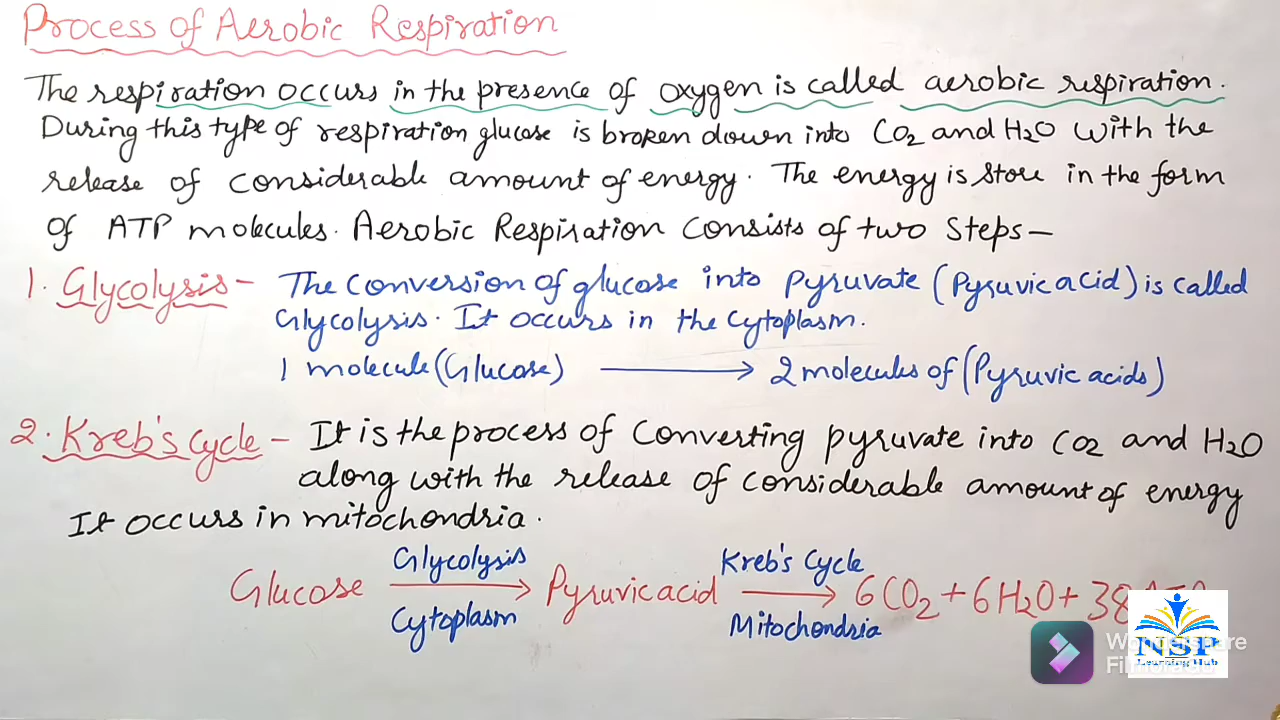 Process of Aerobic Respiration
The respiration occurs in the presence of oxygen is called aerobic respiration.
During this type of respiration glucose is broken down into CO2 and H2O with the
release of considerable amount of energy. The energy is store in the form
of ATP molecules. Aerobic Respiration Consists of two Steps—
1. Glycolysis- The conversion of glucose into pyruvate (Pyruvic acid) is called
Glycolysis. It occurs in the cytoplasm.
1 molecule (Glucose) → 2 molecules of (Pyruvic acids)
2. Kreb's Cycle - It is the process of converting pyruvate into CO2 and H2O
along with the release of considerable amount of energy
It occurs in mitochondria.
Glycolysis Kreb's Cycle
Glucose → Pyruvic acid → 6CO2 + 6H2O + 38
Cytoplasm Mitochondria
Wondershare
Filmora
NSP
Learning Hub